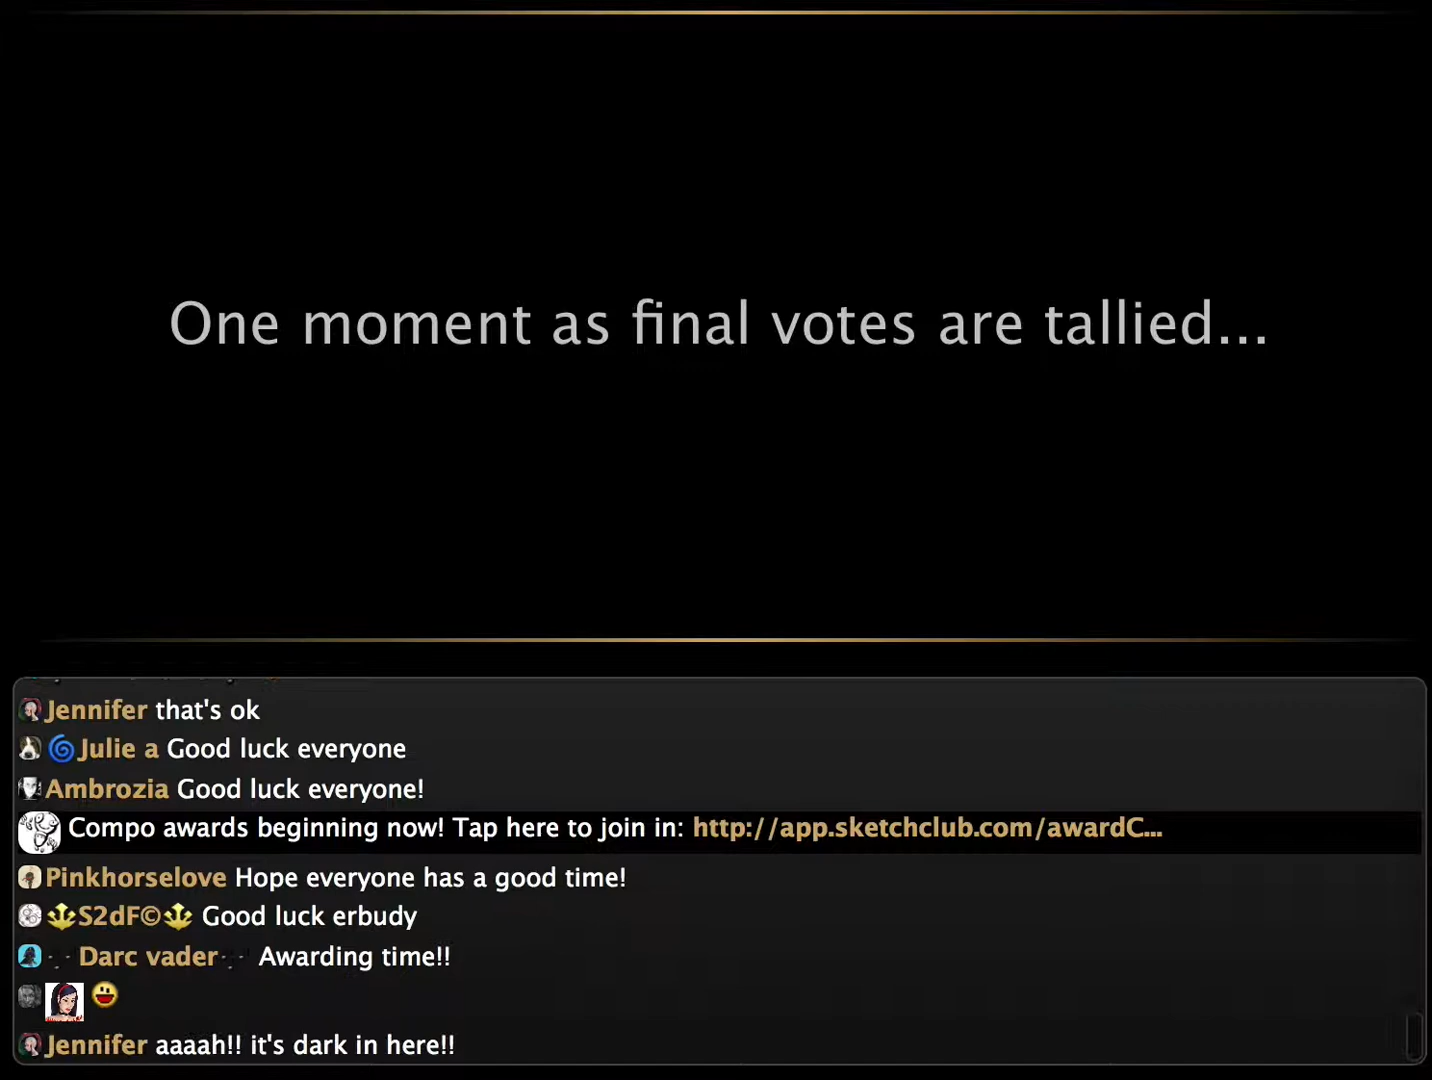 One moment as final votes are tallied...
Jennifer that's ok
Julie a Good luck everyone
Ambrozia Good luck everyone!
Compo awards beginning now! Tap here to join in: http://app.sketchclub.com/awardC...
Pinkhorselove Hope everyone has a good time!
S2dF© Good luck erbudy
Darc vader Awarding time!!
Jennifer aaaah!! it's dark in here!!